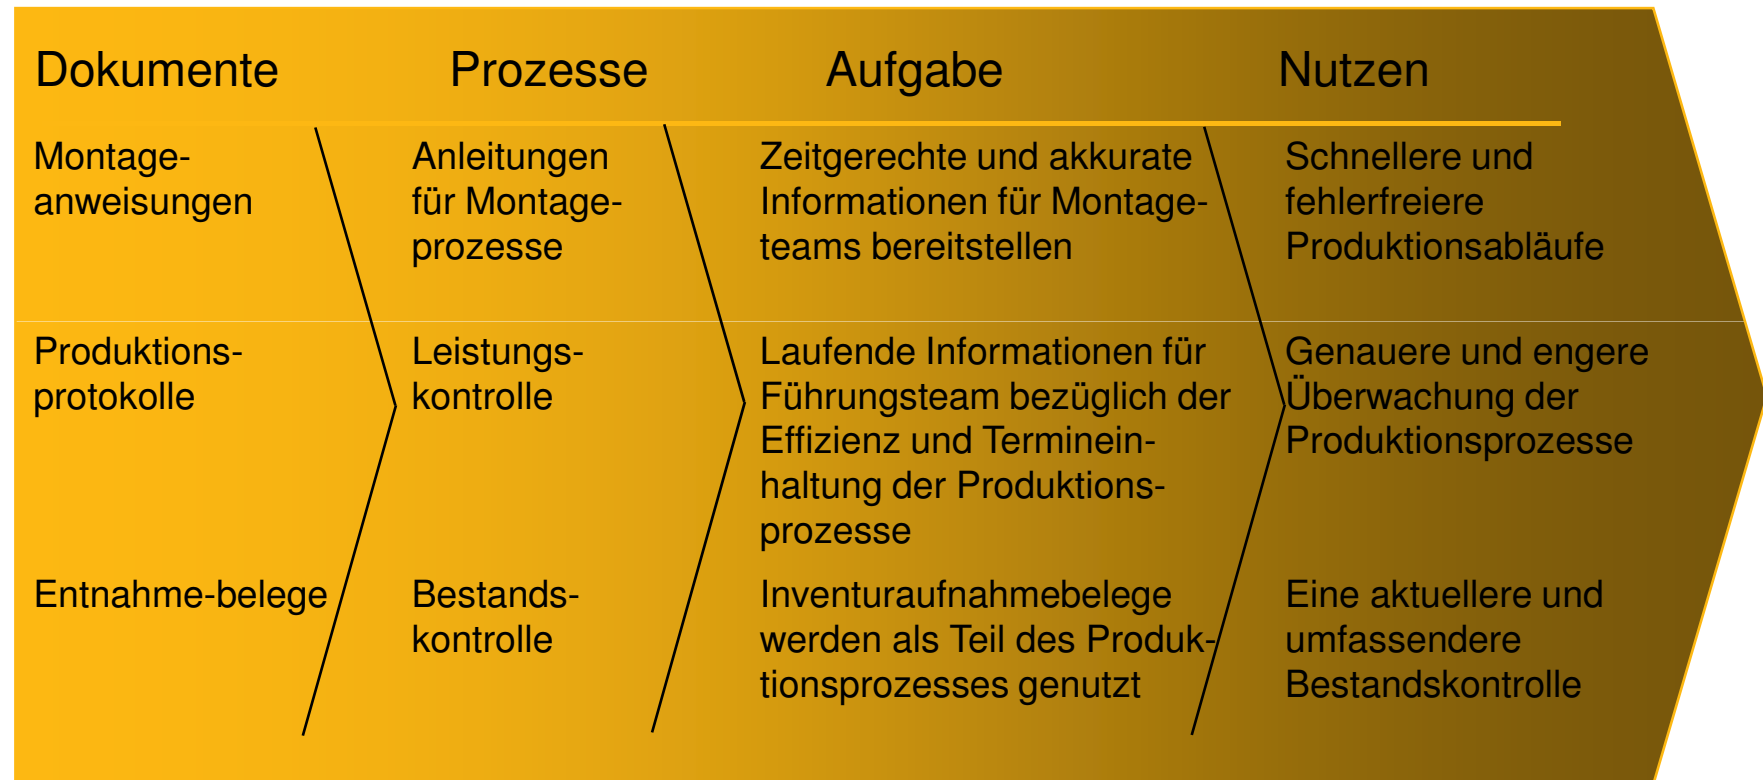 Dokumente Prozesse Aufgabe Nutzen
Montage-
anweisungen
Anleitungen
für Montage-
prozesse
Zeitgerechte und akkurate
Informationen für Montage-
teams bereitstellen
Schnellere und
fehlerfreiere
Produktionsabläufe
Produktions-
protokolle
Leistungs-
kontrolle
Laufende Informationen für
Führungsteam bezüglich der
Effizienz und Terminein-
haltung der Produktions-
prozesse
Genauere und engere
Überwachung der
Produktionsprozesse
Entnahme-belege
Bestands-
kontrolle
Inventuraufnahmebelege
werden als Teil des Produk-
tionsprozesses genutzt
Eine aktuellere und
umfassendere
Bestandskontrolle